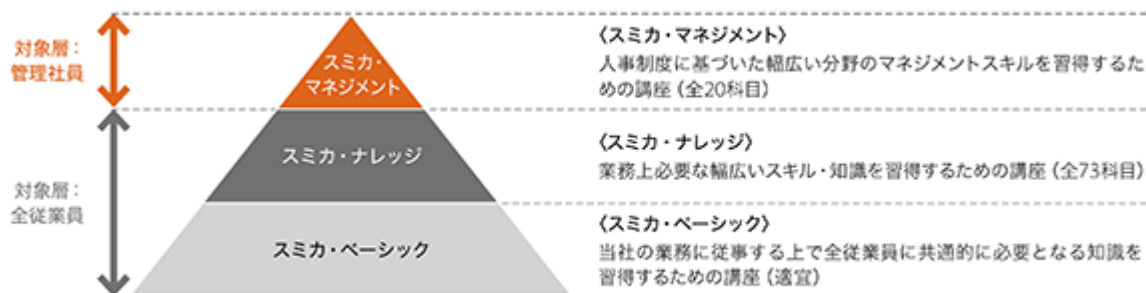 対象層：
管理社員
スミカ・
マネジメント
〈スミカ・マネジメント〉
人事制度に基づいた幅広い分野のマネジメントスキルを習得するた
めの講座（全20科目）
対象層：
全従業員
スミカ・ナレッジ
〈スミカ・ナレッジ〉
業務上必要な幅広いスキル・知識を習得するための講座（全73科目）
スミカ・ベーシック
〈スミカ・ベーシック〉
当社の業務に従事する上で全従業員に共通的に必要となる知識を
習得するための講座（適宜）